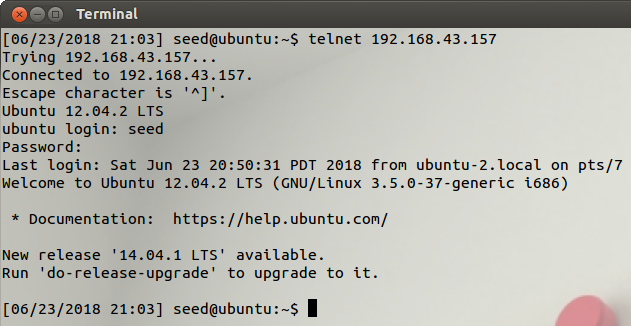 Terminal
[06/23/2018 21:03] seed@ubuntu:~$ telnet 192.168.43.157
Trying 192.168.43.157...
Connected to 192.168.43.157.
Escape character is '^]'.
Ubuntu 12.04.2 LTS
ubuntu login: seed
Password:
Last login: Sat Jun 23 20:50:31 PDT 2018 from ubuntu-2.local on pts/7
Welcome to Ubuntu 12.04.2 LTS (GNU/Linux 3.5.0-37-generic i686)
* Documentation:  https://help.ubuntu.com/
New release '14.04.1 LTS' available.
Run 'do-release-upgrade' to upgrade to it.
[06/23/2018 21:03] seed@ubuntu:~$